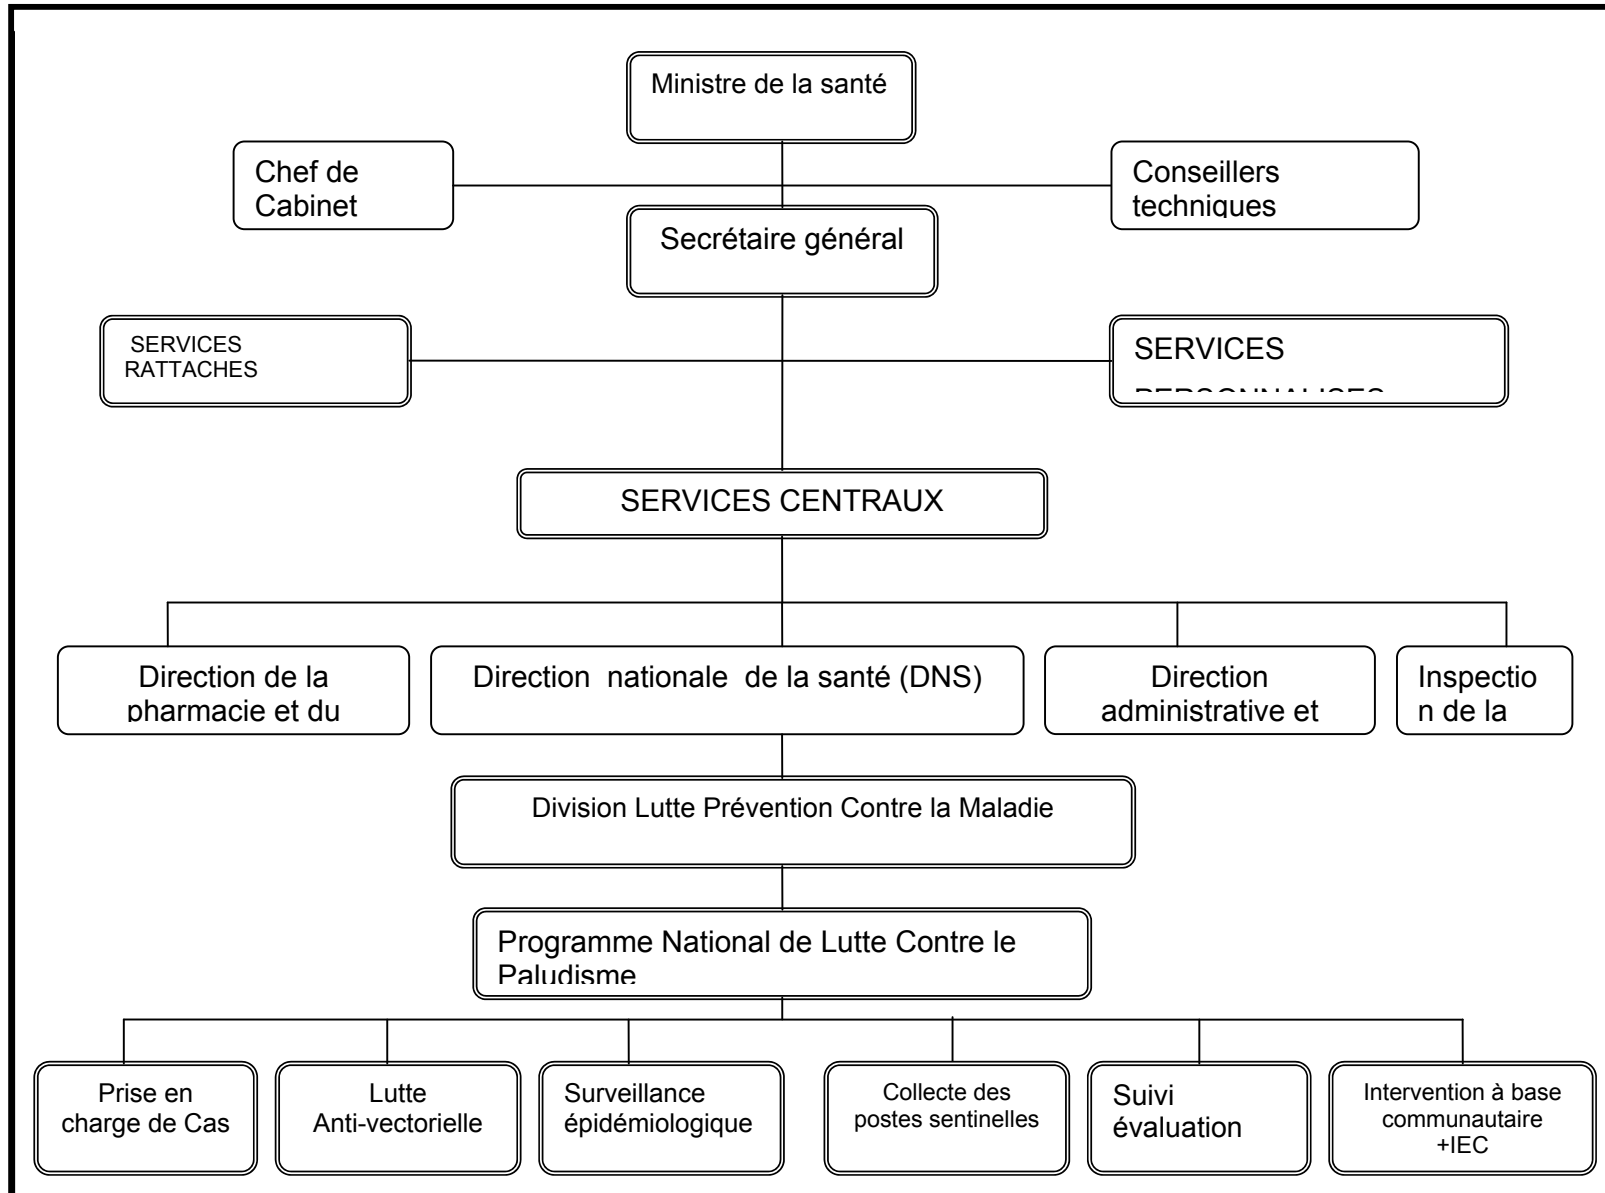 Ministre de la santé
Chef de
Cabinet
Conseillers
techniques
Secrétaire général
SERVICES
RATTACHES
SERVICES
PERSONNALISES
SERVICES CENTRAUX
Direction de la
pharmacie et du
Direction nationale de la santé (DNS)
Direction
administrative et
Inspectio
n de la
Division Lutte Prévention Contre la Maladie
Programme National de Lutte Contre le
Paludisme
Prise en
charge de Cas
Lutte
Anti-vectorielle
Surveillance
épidémiologique
Collecte des
postes sentinelles
Suivi
évaluation
Intervention à base
communautaire
+IEC